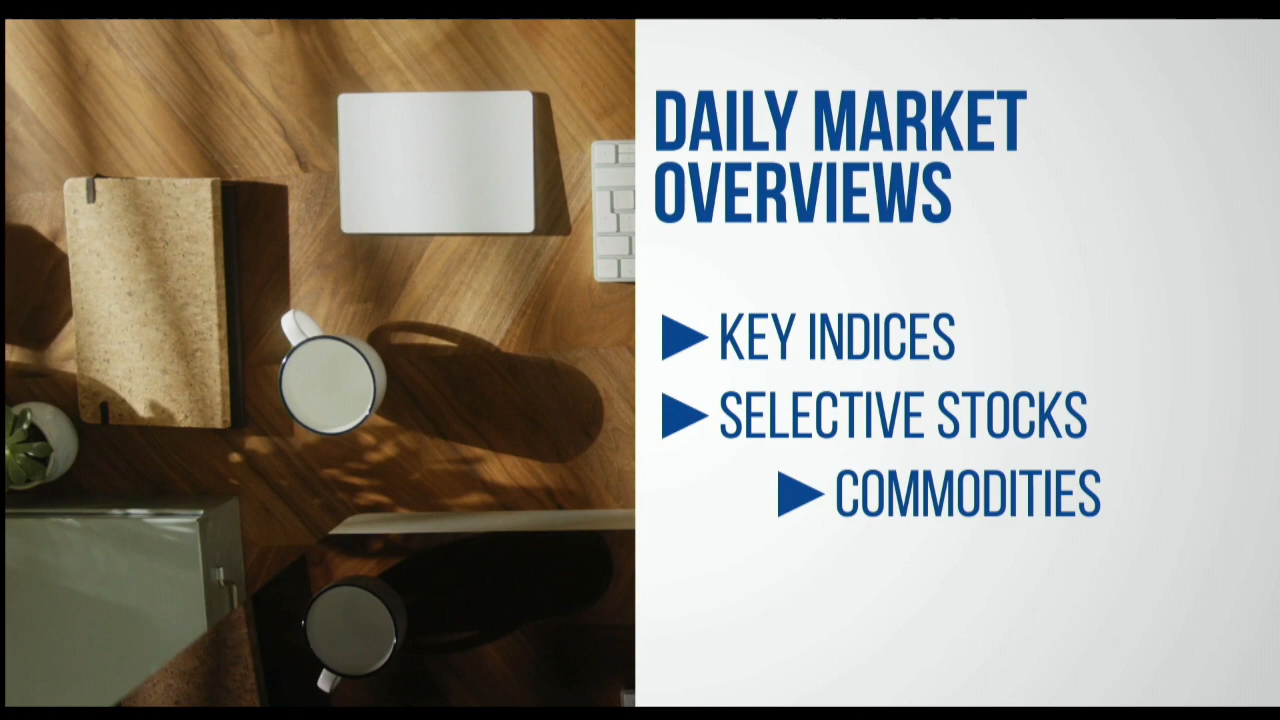 DAILY MARKET
OVERVIEWS
▶ KEY INDICES
▶ SELECTIVE STOCKS
▶ COMMODITIES